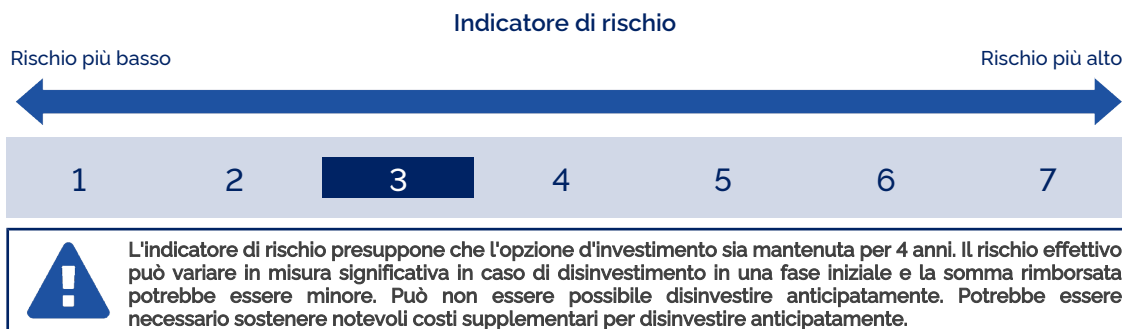 Indicatore di rischio
Rischio più basso Rischio più alto
1 2 3 4 5 6 7
L'indicatore di rischio presuppone che l'opzione d'investimento sia mantenuta per 4 anni. Il rischio effettivo
può variare in misura significativa in caso di disinvestimento in una fase iniziale e la somma rimborsata
potrebbe essere minore. Può non essere possibile disinvestire anticipatamente. Potrebbe essere
necessario sostenere notevoli costi supplementari per disinvestire anticipatamente.